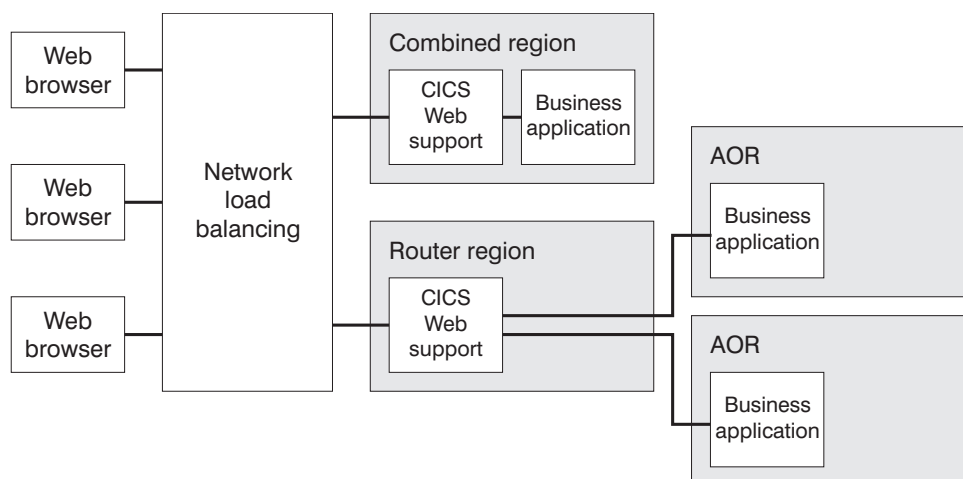 Web
browser
Web
browser
Web
browser
Network
load
balancing
Combined region
CICS
Web
support
Business
application
Router region
CICS
Web
support
AOR
Business
application
AOR
Business
application